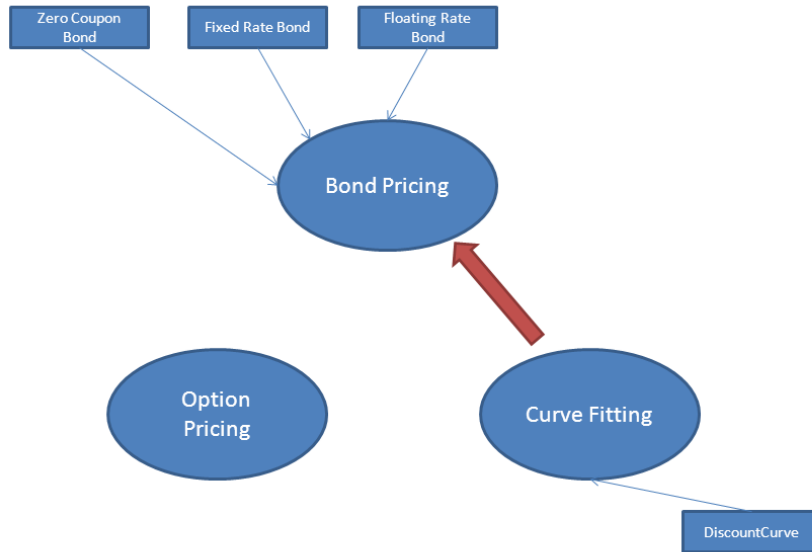 Zero Coupon
Bond
Fixed Rate Bond
Floating Rate
Bond
Bond Pricing
Option
Pricing
Curve Fitting
DiscountCurve